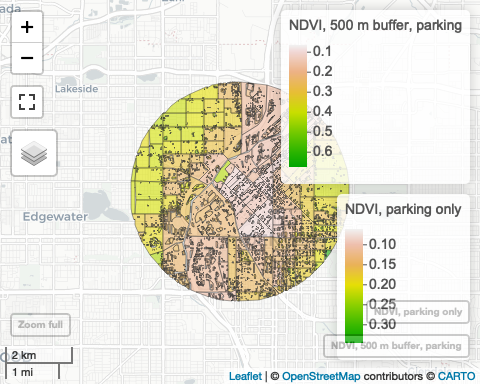 +
−
Lakeside
Edgewater
NDVI, 500 m buffer, parking
0.1
0.2
0.3
0.4
0.5
0.6
NDVI, parking only
0.10
0.15
0.20
0.25
0.30
NDVI, parking only
NDVI, 500 m buffer, parking
Zoom full
2 km
1 mi
Leaflet | © OpenStreetMap contributors © CARTO